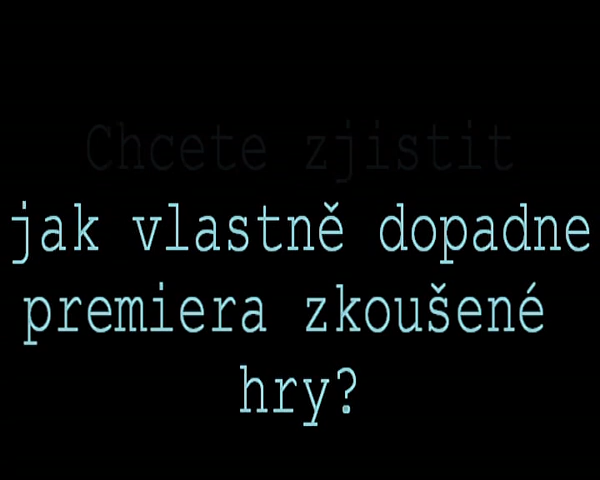 Chcete zjistit
jak vlastně dopadne
premiera zkoušené
hry?